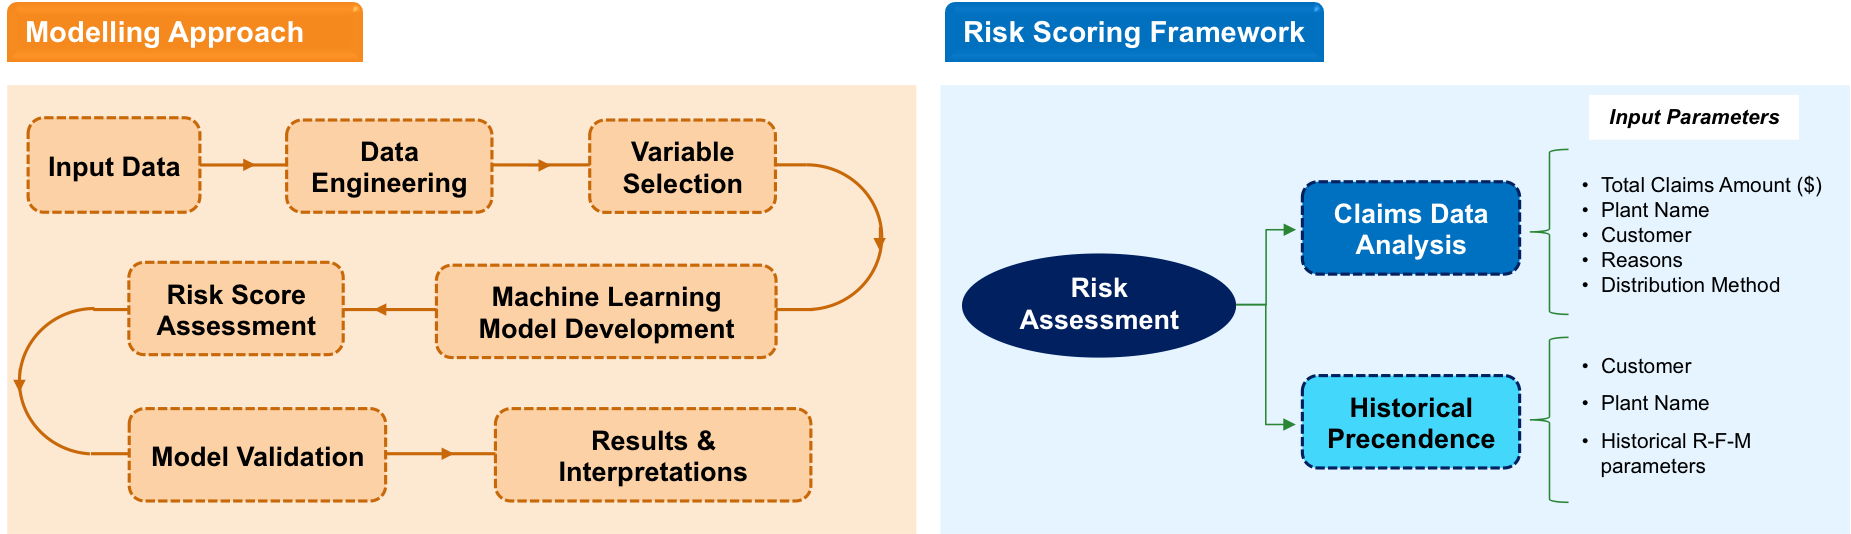 Modelling Approach
Input Data
Data
Engineering
Variable
Selection
Machine Learning
Model Development
Risk Score
Assessment
Model Validation
Results &
Interpretations
Risk Scoring Framework
Input Parameters
Risk
Assessment
Claims Data
Analysis
• Total Claims Amount ($)
• Plant Name
• Customer
• Reasons
• Distribution Method
Historical
Precendence
• Customer
• Plant Name
• Historical R-F-M
parameters